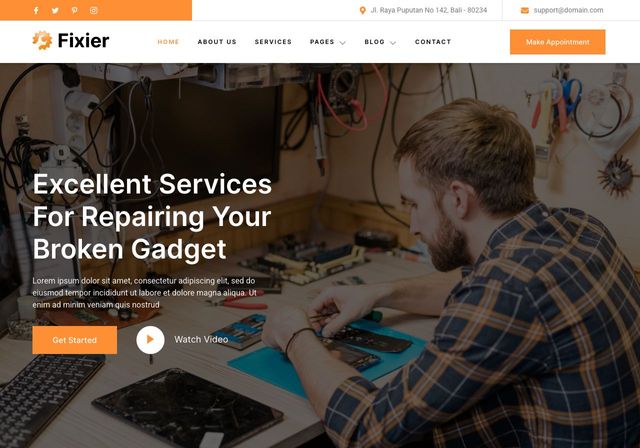 Jl. Raya Puputan No 142, Bali - 80234
support@domain.com
Fixier
HOME
ABOUT US
SERVICES
PAGES
BLOG
CONTACT
Make Appointment
Excellent Services
For Repairing Your
Broken Gadget
Lorem ipsum dolor sit amet, consectetur adipiscing elit, sed do
eiusmod tempor incididunt ut labore et dolore magna aliqua. Ut
enim ad minim veniam quis nostrud
Get Started
Watch Video